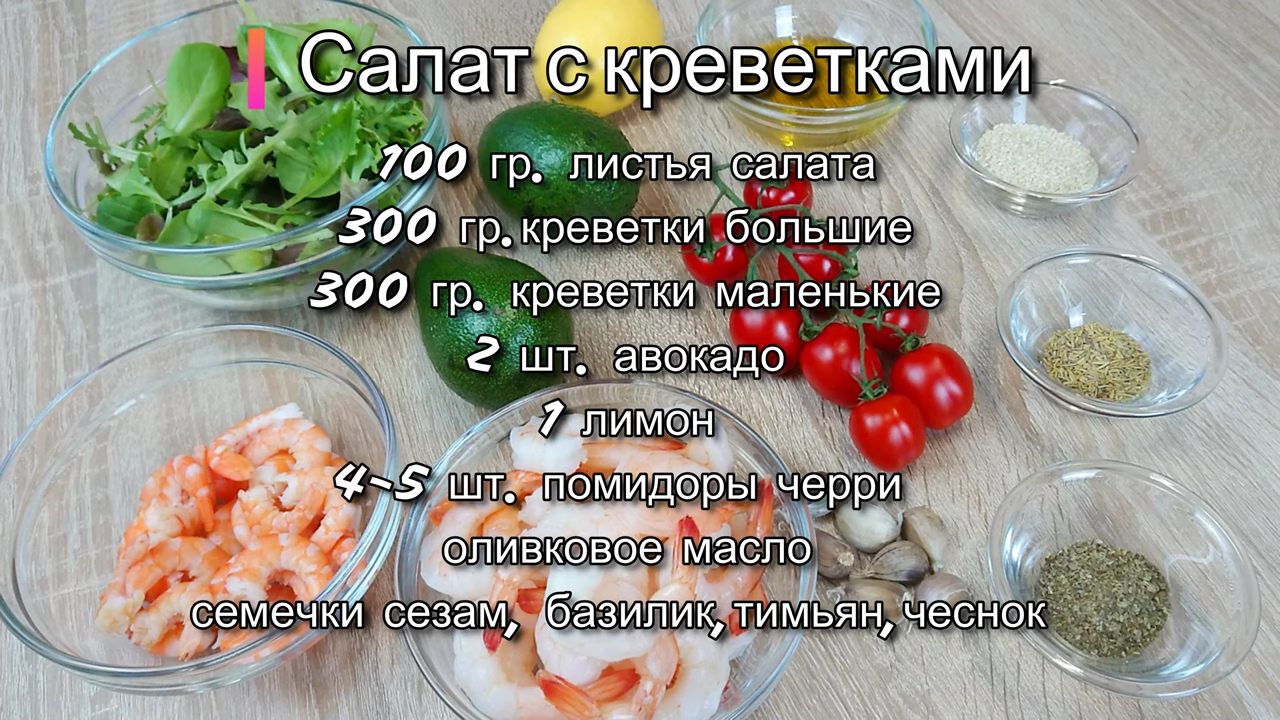 Салат с креветками
100 гр. листья салата
300 гр. креветки большие
300 гр. креветки маленькие
2 шт. авокадо
1 лимон
4-5 шт. помидоры черри
оливковое масло
семечки сезам, базилик, тимьян, чеснок